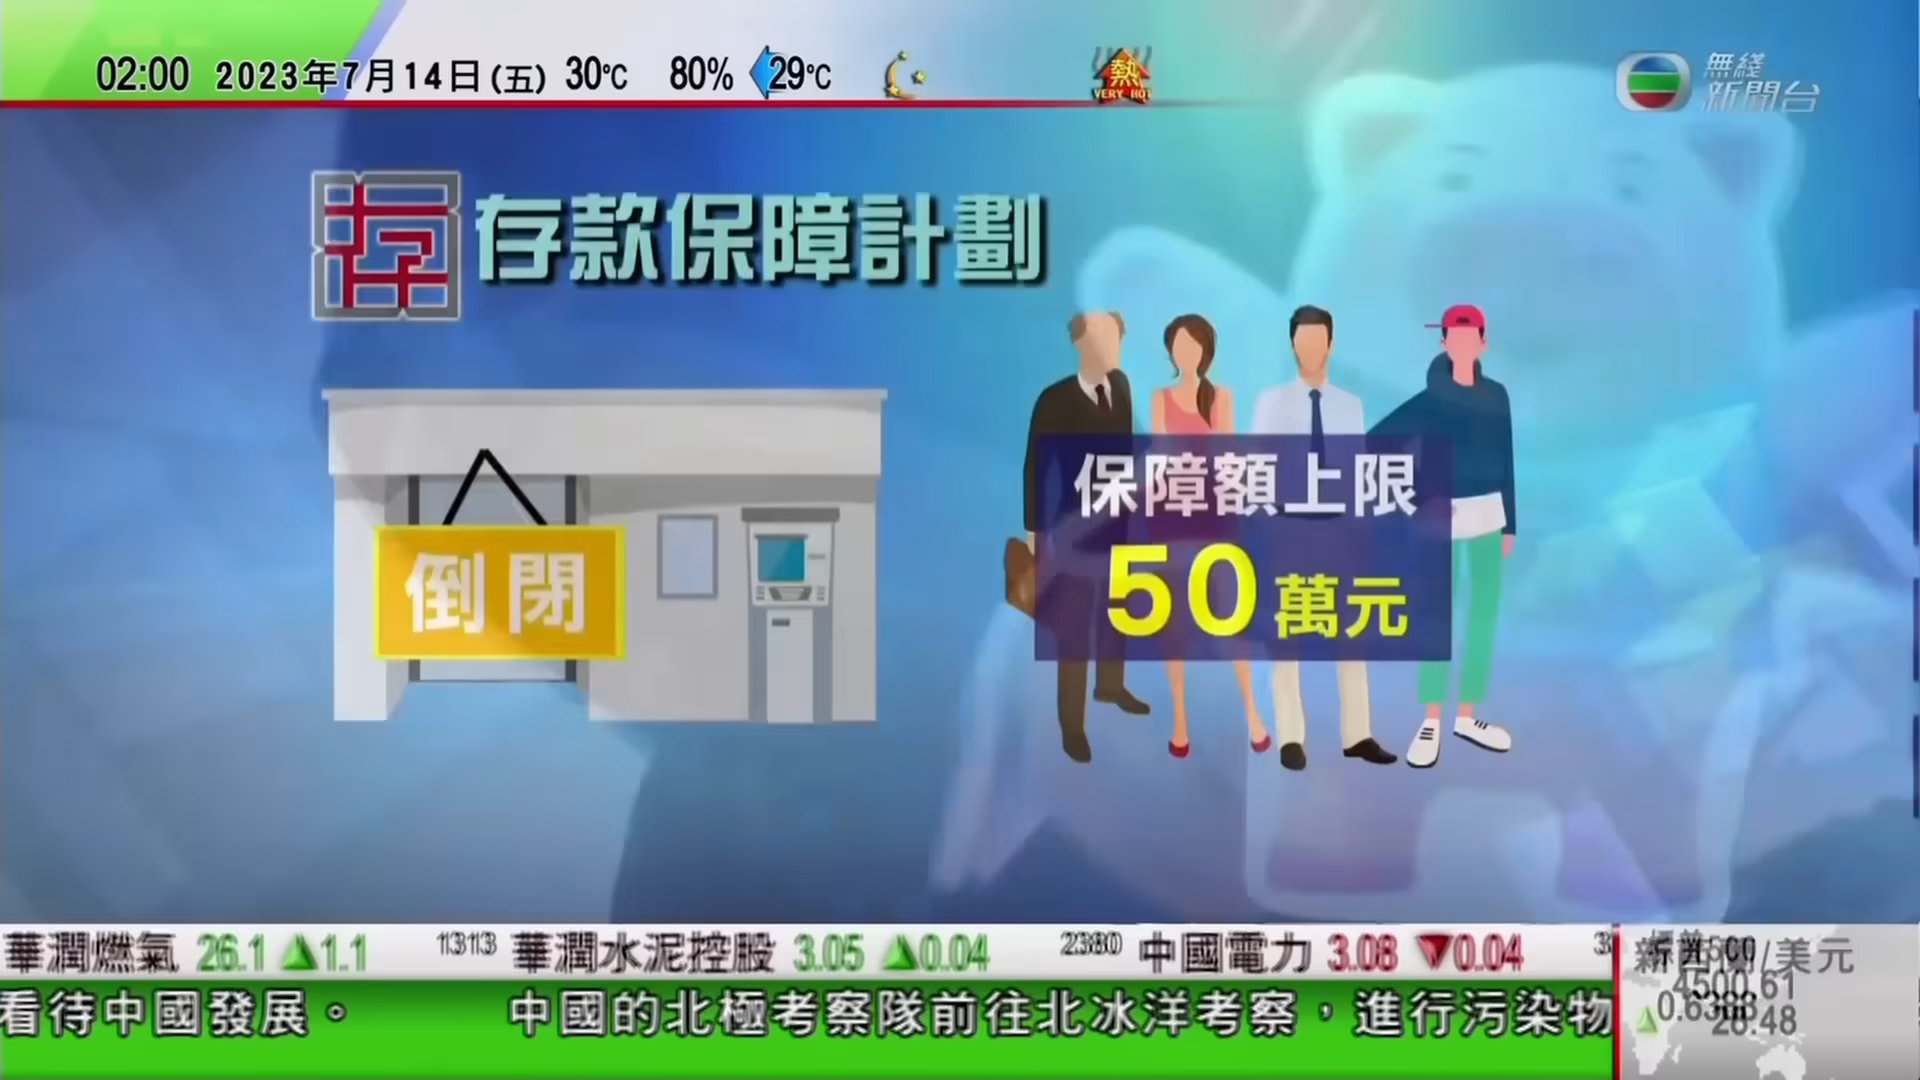 02:00 2023年7月14日(五) 30℃ 80% 29℃
熱
VERY HOT
無綫
新聞台
存 存款保障計劃
保障額上限
50萬元
倒閉
華潤燃氣 26.1 ▲1.1 1313 華潤水泥控股 3.05 ▲0.04 2380 中國電力 3.08 ▼0.04
看待中國發展。 中國的北極考察隊前往北冰洋考察，進行污染物